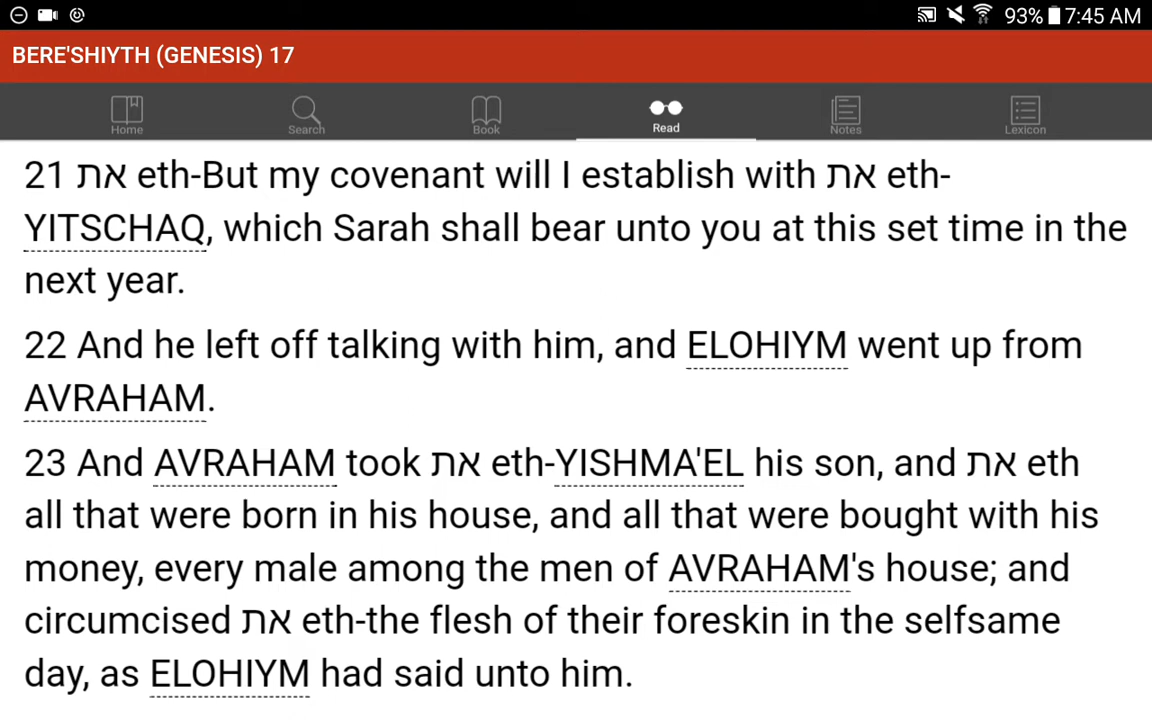 93% 7:45 AM
BERE'SHIYTH (GENESIS) 17
Home Search Book Read Notes Lexicon
21 את eth-But my covenant will I establish with את eth-
YITSCHAQ, which Sarah shall bear unto you at this set time in the
next year.
22 And he left off talking with him, and ELOHIYM went up from
AVRAHAM.
23 And AVRAHAM took את eth-YISHMA'EL his son, and את eth
all that were born in his house, and all that were bought with his
money, every male among the men of AVRAHAM's house; and
circumcised את eth-the flesh of their foreskin in the selfsame
day, as ELOHIYM had said unto him.